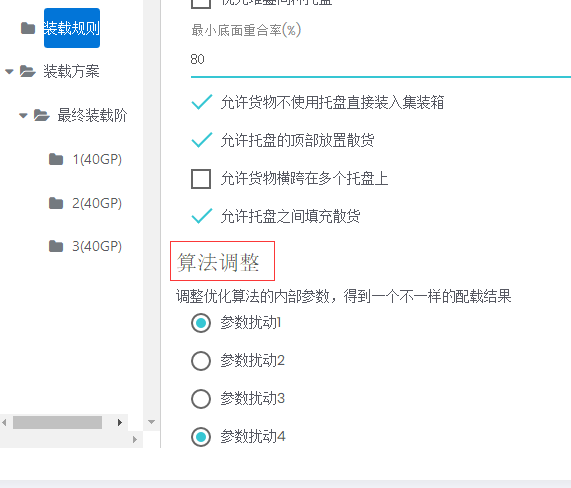 装载规则
装载方案
最终装载阶
1(40GP)
2(40GP)
3(40GP)
最小底面重合率(%)
80
允许货物不使用托盘直接装入集装箱
允许托盘的顶部放置散货
允许货物横跨在多个托盘上
允许托盘之间填充散货
算法调整
调整优化算法的内部参数，得到一个不一样的配载结果
参数扰动1
参数扰动2
参数扰动3
参数扰动4